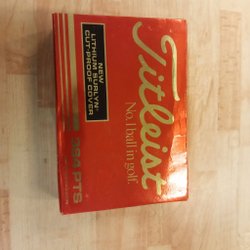 Titleist
No. 1 ball in golf.
NEW
LITHIUM SURLYN®
CUT-PROOF COVER
384 PTS